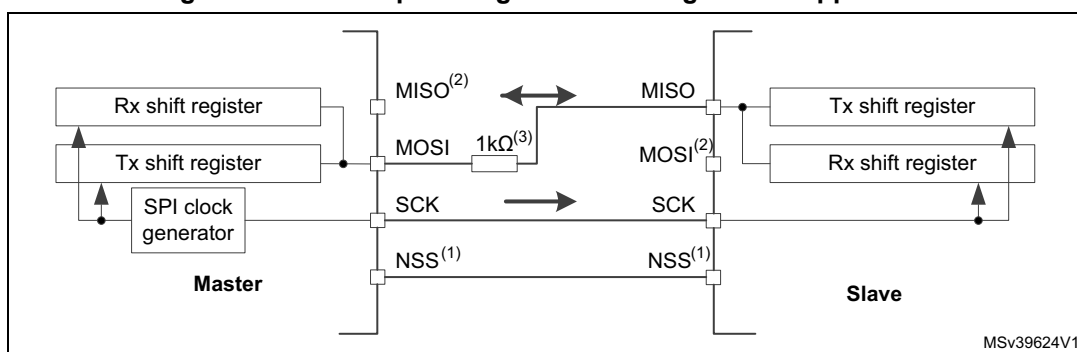 MISO(2)
MISO
Rx shift register
Tx shift register
MOSI
1kΩ(3)
MOSI(2)
Tx shift register
Rx shift register
SPI clock
generator
SCK
SCK
NSS(1)
NSS(1)
Master
Slave
MSv39624V1